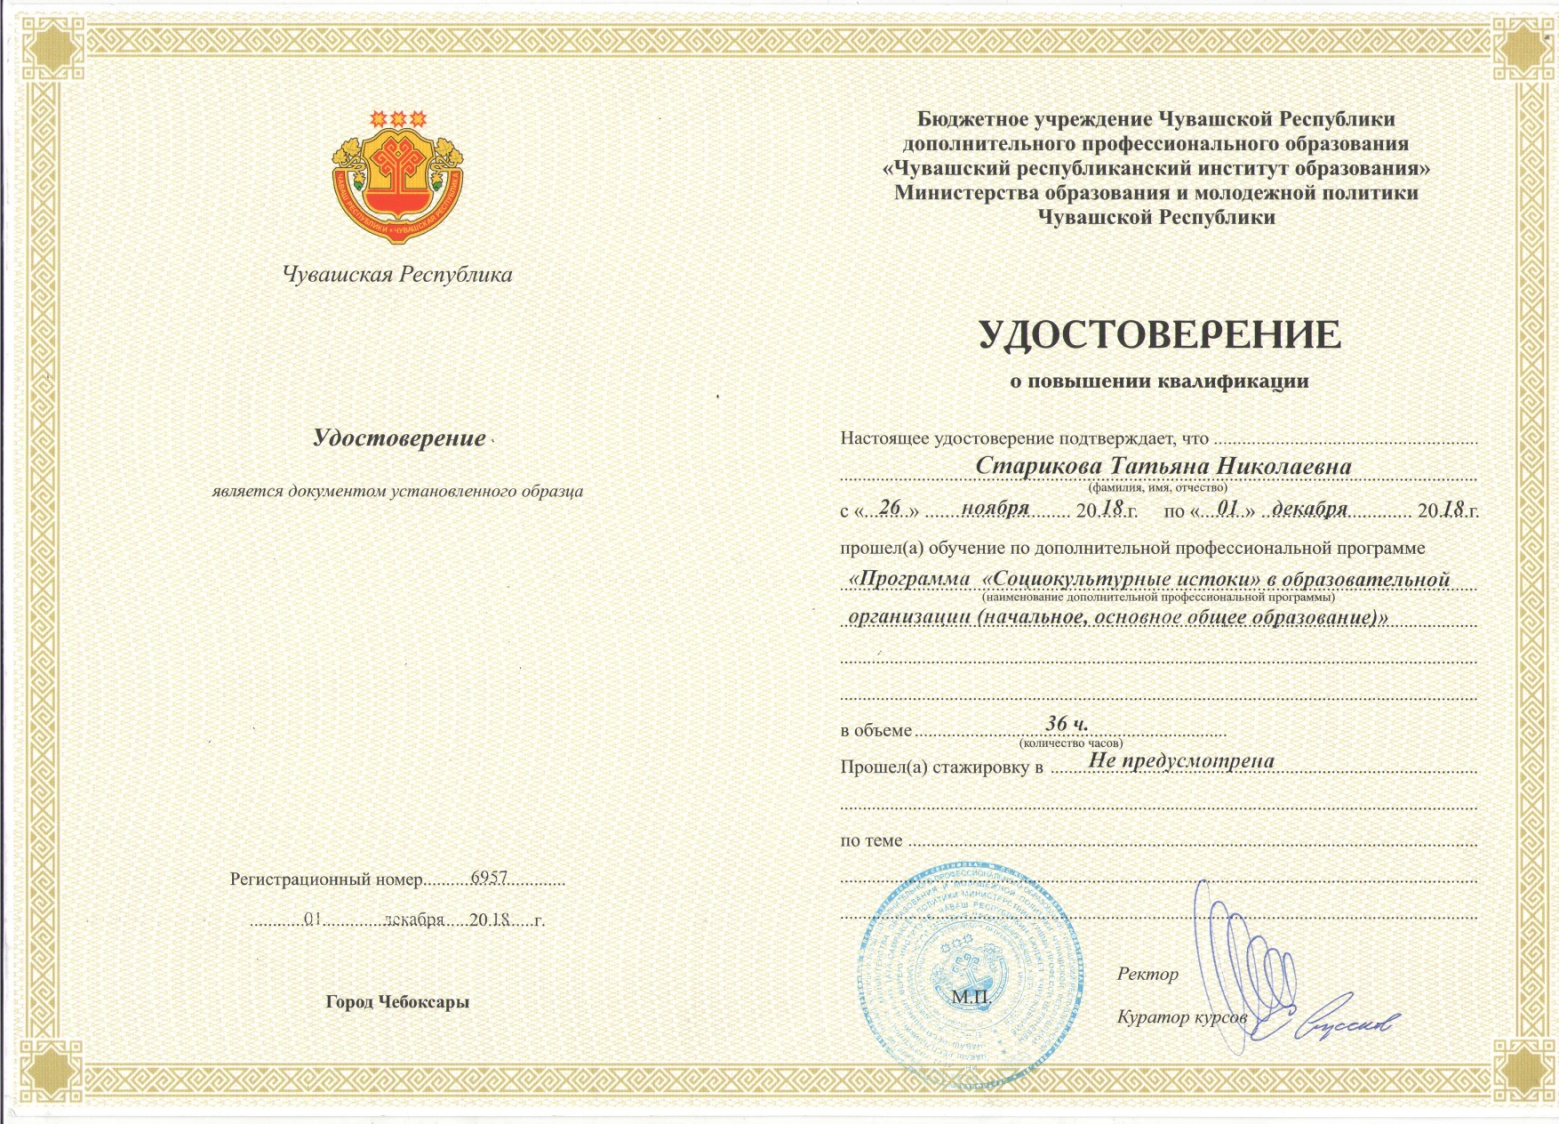 ЧӐВАШ РЕСПУБЛИКИ • ЧУВАШСКАЯ РЕСПУБЛИКА
Чувашская Республика
Удостоверение
является документом установленного образца
Регистрационный номер 6957
01 декабря 2018 г.
Город Чебоксары
Бюджетное учреждение Чувашской Республики
дополнительного профессионального образования
«Чувашский республиканский институт образования»
Министерства образования и молодежной политики
Чувашской Республики
УДОСТОВЕРЕНИЕ
о повышении квалификации
Настоящее удостоверение подтверждает, что
Старикова Татьяна Николаевна
(фамилия, имя, отчество)
с «26» ноября 2018 г. по «01» декабря 2018 г.
прошел(а) обучение по дополнительной профессиональной программе
«Программа «Социокультурные истоки» в образовательной
(наименование дополнительной профессиональной программы)
организации (начальное, основное общее образование)»
в объеме 36 ч.
(количество часов)
Прошел(а) стажировку в Не предусмотрена
по теме
М.П.
Ректор
Куратор курсов